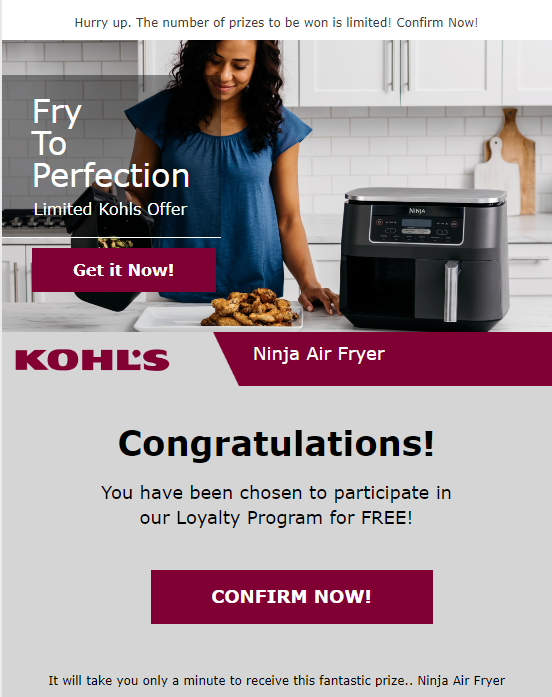 Hurry up. The number of prizes to be won is limited! Confirm Now!
Fry
To
Perfection
Limited Kohls Offer
Get it Now!
NINJA
KOHL'S
Ninja Air Fryer
Congratulations!
You have been chosen to participate in
our Loyalty Program for FREE!
CONFIRM NOW!
It will take you only a minute to receive this fantastic prize.. Ninja Air Fryer